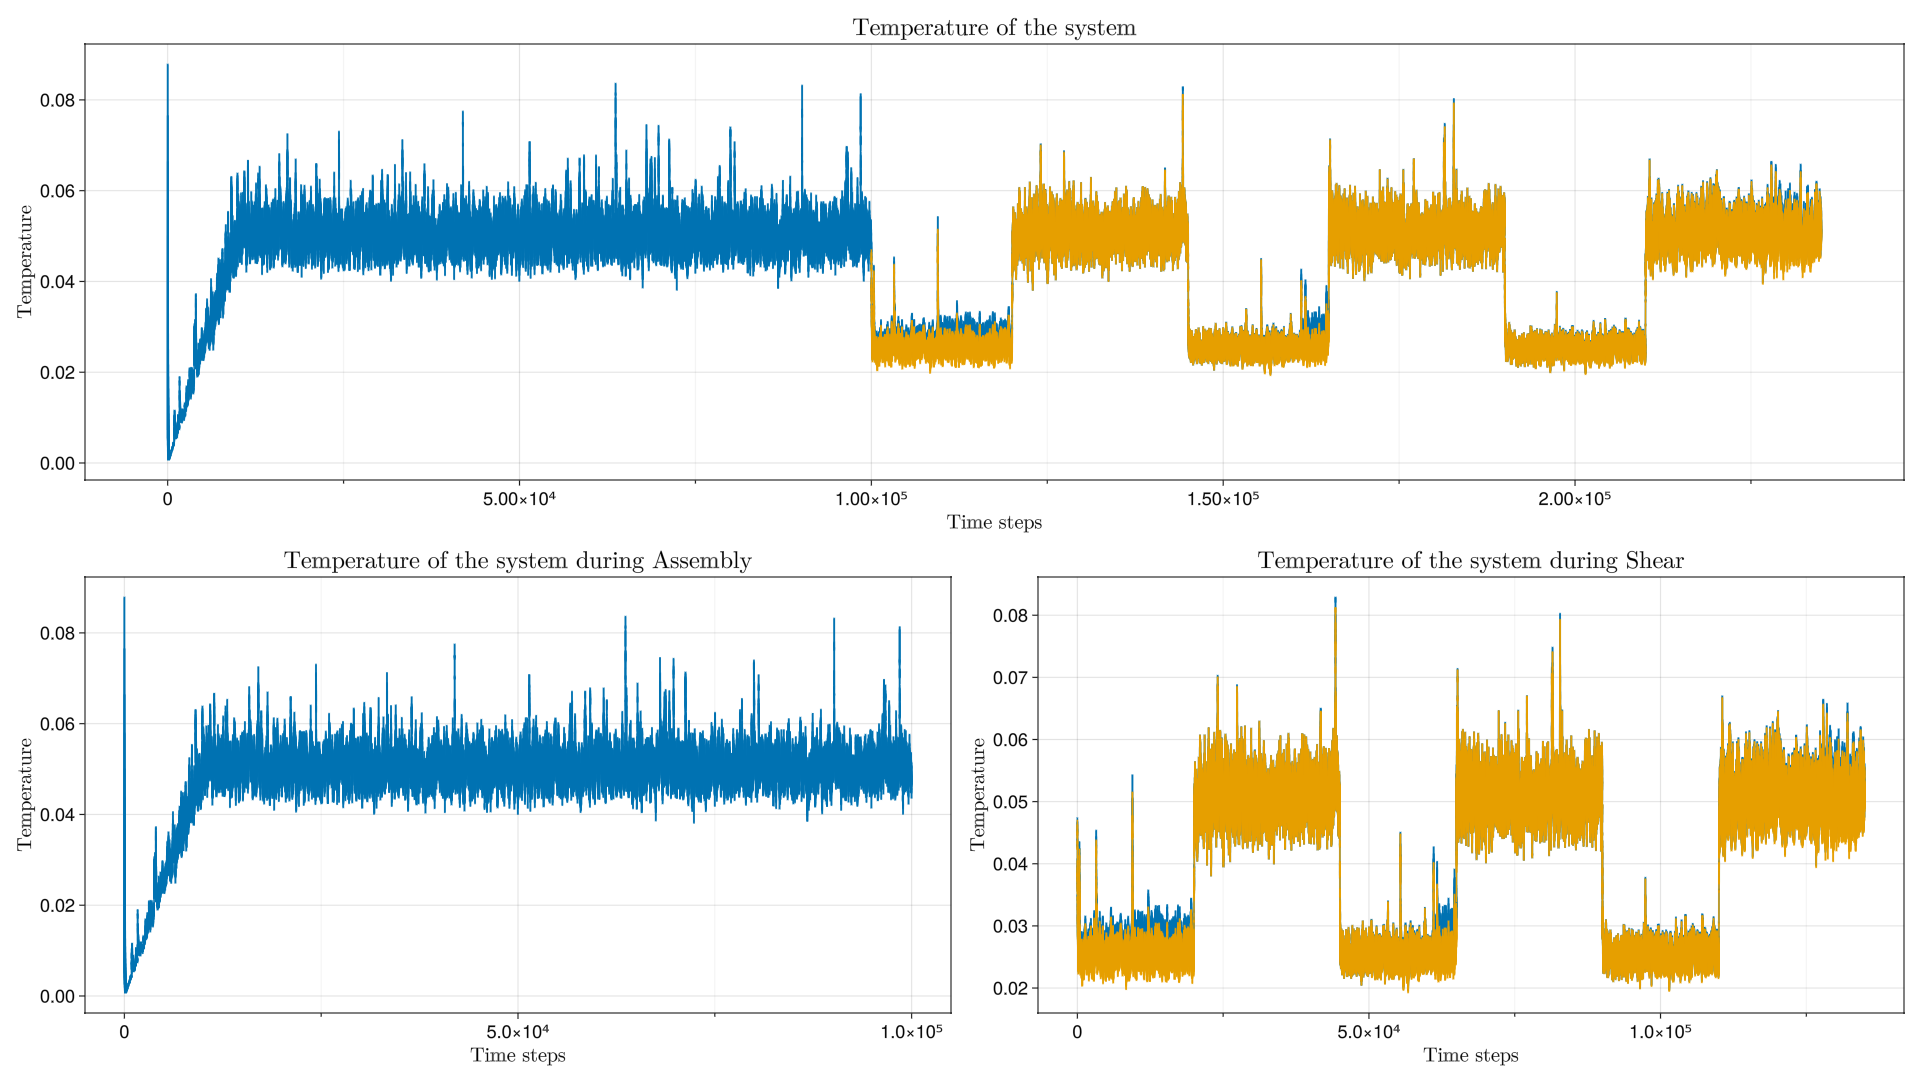 Temperature of the system
Temperature
0.08
0.06
0.04
0.02
0.00
0 5.00×10⁴ 1.00×10⁵ 1.50×10⁵ 2.00×10⁵
Time steps
Temperature of the system during Assembly
Temperature
0.08
0.06
0.04
0.02
0.00
0 5.0×10⁴ 1.0×10⁵
Time steps
Temperature of the system during Shear
Temperature
0.08
0.07
0.06
0.05
0.04
0.03
0.02
0 5.0×10⁴ 1.0×10⁵
Time steps